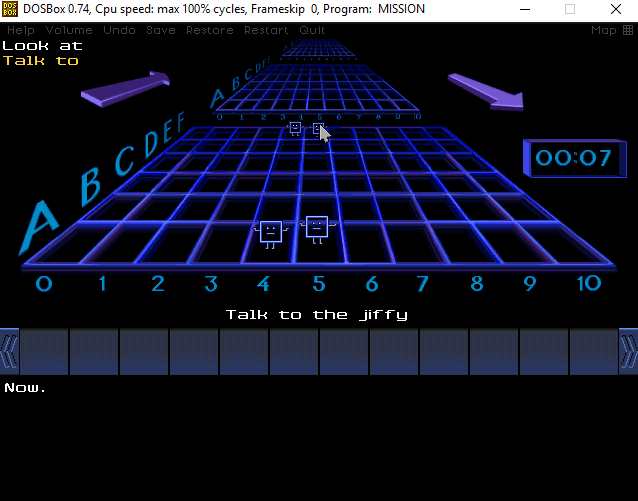 DOS BOX DOSBox 0.74, Cpu speed: max 100% cycles, Frameskip 0, Program: MISSION
Help Volume Undo Save Restore Restart Quit Map
Look at
Talk to
A B C D E F
0 1 2 3 4 5 6 7 8 9 10
00:07
A B C D E F
0 1 2 3 4 5 6 7 8 9 10
Talk to the jiffy
Now.